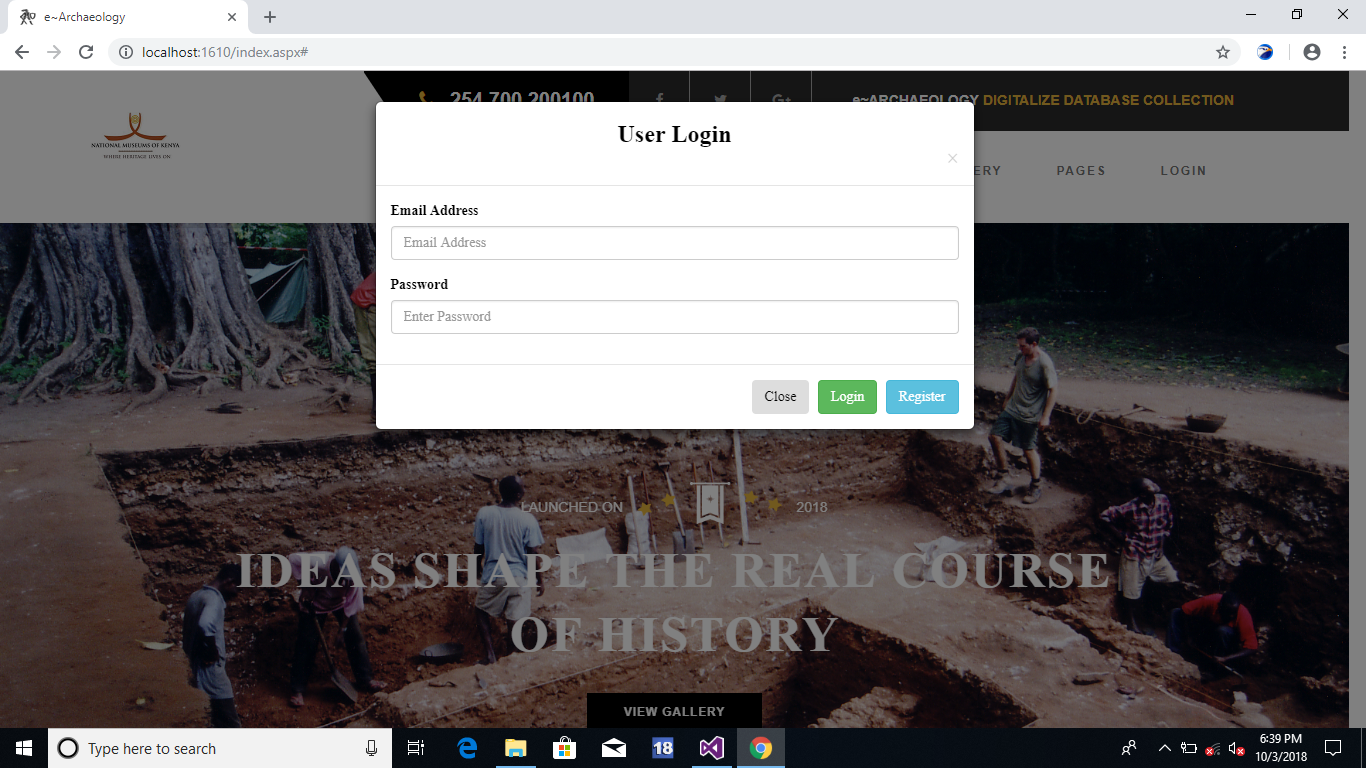 e~Archaeology
localhost:1610/index.aspx#
254 700 200100
e~ARCHAEOLOGY DIGITALIZE DATABASE COLLECTION
NATIONAL MUSEUMS OF KENYA
WHERE HERITAGE LIVES ON
User Login
×
ERY
PAGES
LOGIN
Email Address
Email Address
Password
Enter Password
Close
Login
Register
LAUNCHED ON
2018
IDEAS SHAPE THE REAL COURSE
OF HISTORY
VIEW GALLERY
Type here to search
18
6:39 PM
10/3/2018